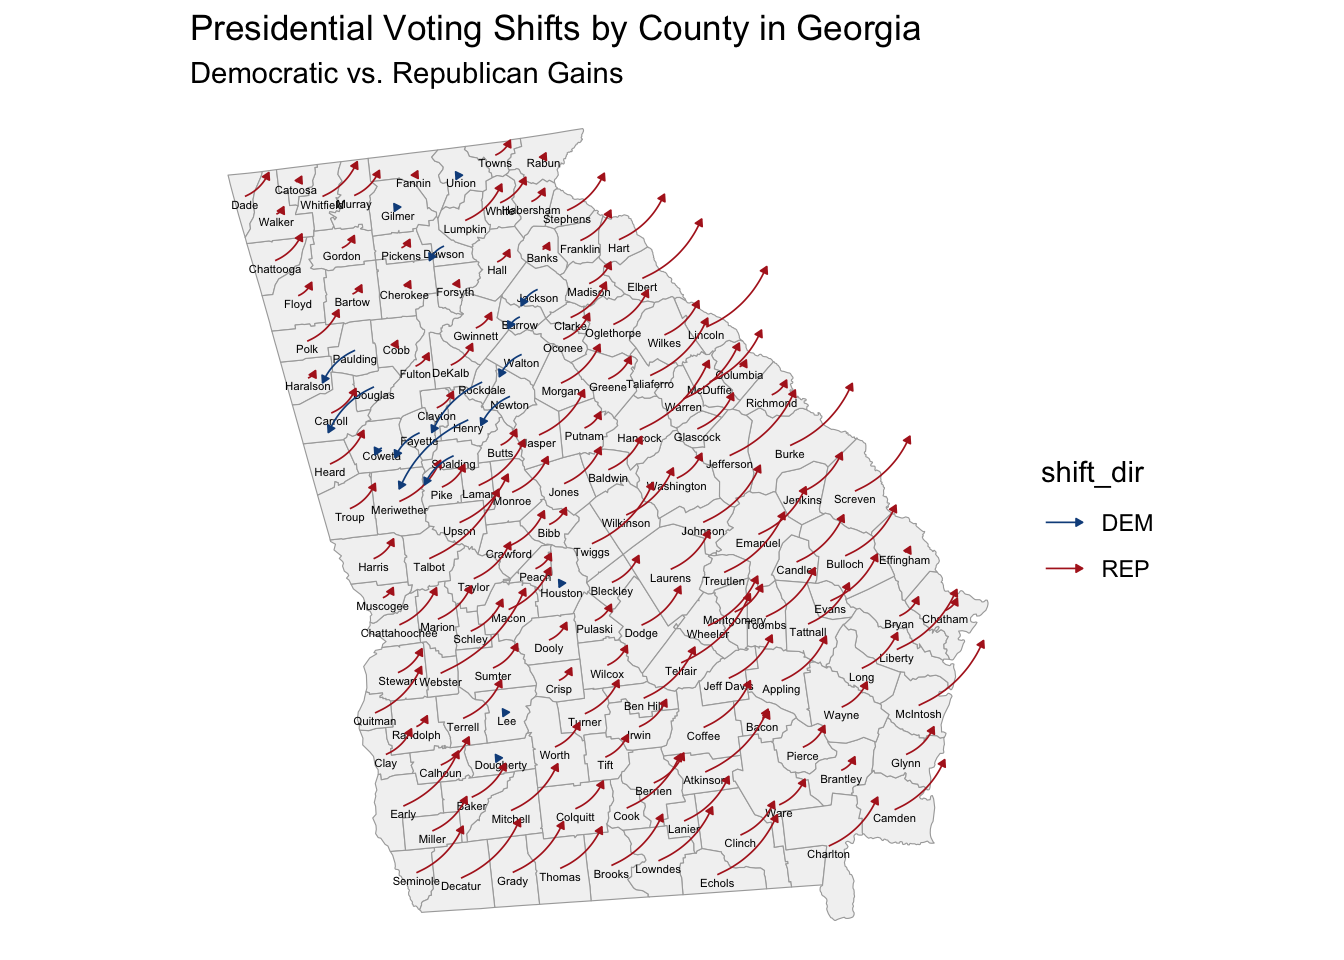 Presidential Voting Shifts by County in Georgia
Democratic vs. Republican Gains
Towns
Rabun
Fannin
Union
Catoosa
Dade
Whitfield
Murray
White
Habersham
Walker
Gilmer
Stephens
Lumpkin
Chattooga
Gordon
Pickens
Dawson
Hall
Banks
Franklin
Hart
Floyd
Bartow
Cherokee
Forsyth
Jackson
Madison
Elbert
Gwinnett
Barrow
Clarke
Oglethorpe
Wilkes
Lincoln
Polk
Paulding
Cobb
Oconee
Haralson
Fulton
DeKalb
Walton
Rockdale
Morgan
Greene
Taliaferro
McDuffie
Columbia
Carroll
Douglas
Clayton
Newton
Warren
Richmond
Fayette
Henry
Jasper
Putnam
Hancock
Glascock
Heard
Coweta
Spalding
Butts
Jefferson
Burke
Troup
Meriwether
Pike
Lamar
Monroe
Jones
Baldwin
Washington
Jenkins
Screven
shift_dir
DEM
REP
Upson
Bibb
Wilkinson
Johnson
Emanuel
Harris
Talbot
Crawford
Twiggs
Candler
Bulloch
Effingham
Muscogee
Taylor
Peach
Houston
Bleckley
Laurens
Treutlen
Chattahoochee
Marion
Schley
Macon
Pulaski
Dodge
Wheeler
Montgomery
Toombs
Tattnall
Evans
Bryan
Chatham
Stewart
Webster
Sumter
Dooly
Wilcox
Telfair
Jeff Davis
Appling
Long
Liberty
Quitman
Randolph
Terrell
Lee
Crisp
Turner
Ben Hill
Irwin
Coffee
Bacon
Wayne
McIntosh
Clay
Calhoun
Dougherty
Worth
Tift
Atkinson
Pierce
Brantley
Glynn
Early
Baker
Mitchell
Colquitt
Cook
Berrien
Lanier
Ware
Camden
Miller
Clinch
Charlton
Seminole
Decatur
Grady
Thomas
Brooks
Lowndes
Echols